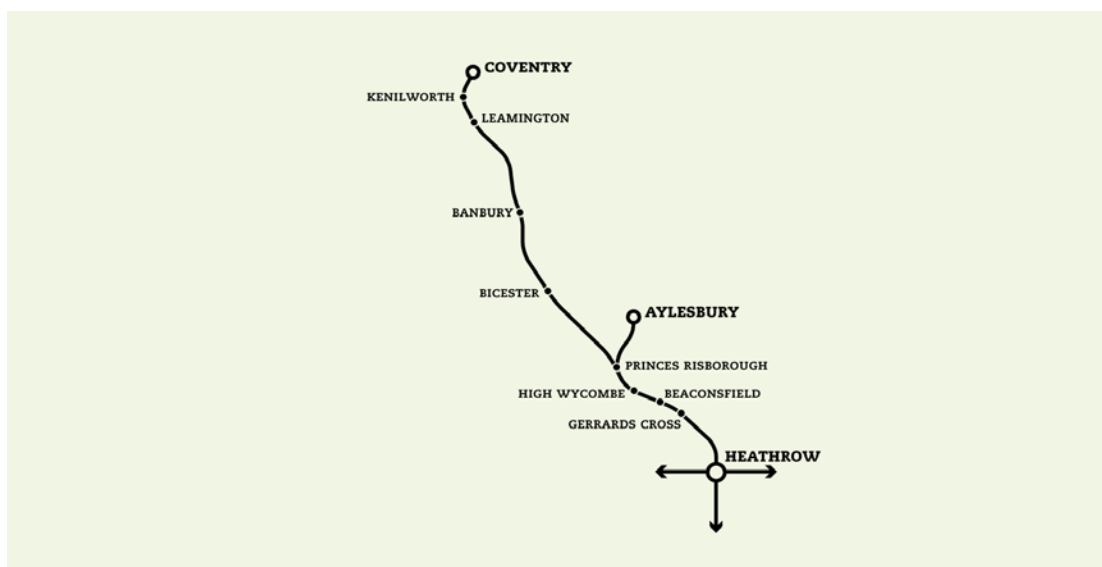 COVENTRY
KENILWORTH
LEAMINGTON
BANBURY
BICESTER
AYLESBURY
PRINCES RISBOROUGH
HIGH WYCOMBE
BEACONSFIELD
GERRARDS CROSS
HEATHROW